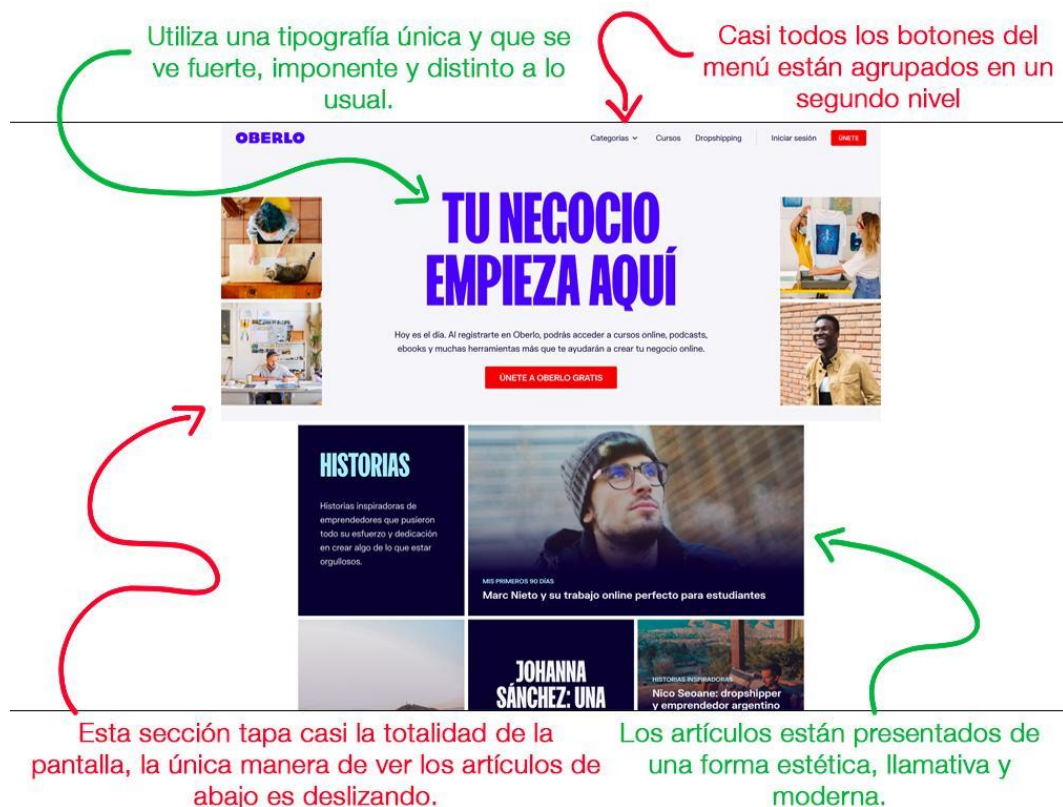 Utiliza una tipografía única y que se
ve fuerte, imponente y distinto a lo
usual.
Casi todos los botones del
menú están agrupados en un
segundo nivel
OBERLO
Categorías
Cursos
Dropshipping
Iniciar sesión
ÚNETE
TU NEGOCIO
EMPIEZA AQUÍ
Hoy es el día. Al registrarte en Oberlo, podrás acceder a cursos online, podcasts,
ebooks y muchas herramientas más que te ayudarán a crear tu negocio online.
ÚNETE A OBERLO GRATIS
HISTORIAS
Historias inspiradoras de
emprendedores que pusieron
todo su esfuerzo y dedicación
en crear algo de lo que estar
orgullosos.
MIS PRIMEROS 90 DÍAS
Marc Nieto y su trabajo online perfecto para estudiantes
JOHANNA
SÁNCHEZ: UNA
HISTORIAS INSPIRADORAS
Nico Seoane: dropshipper
y emprendedor argentino
Esta sección tapa casi la totalidad de la
pantalla, la única manera de ver los artículos de
abajo es deslizando.
Los artículos están presentados de
una forma estética, llamativa y
moderna.